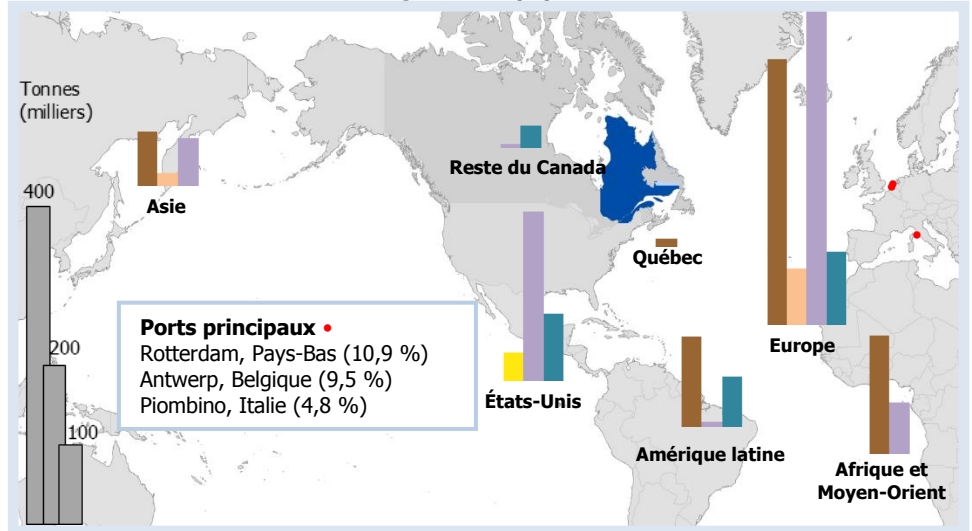 Tonnes
(milliers)
400
200
100
Asie
Reste du Canada
Québec
Europe
États-Unis
Amérique latine
Afrique et
Moyen-Orient
Ports principaux •
Rotterdam, Pays-Bas (10,9 %)
Antwerp, Belgique (9,5 %)
Piombino, Italie (4,8 %)